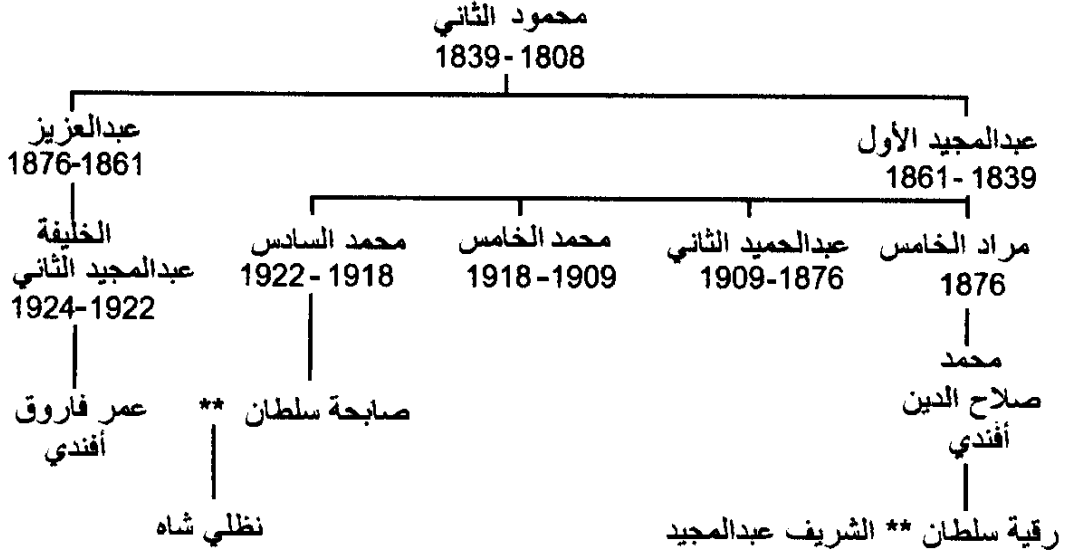 محمود الثاني
1839-1808
عبدالمجيد الأول
1861-1839
عبدالعزيز
1876-1861
مراد الخامس
1876
عبدالحميد الثاني
1909-1876
محمد الخامس
1918-1909
محمد السادس
1922-1918
الخليفة
عبدالمجيد الثاني
1924-1922
محمد
صلاح الدين
أفندي
صابحة سلطان ** عمر فاروق
أفندي
رقية سلطان ** الشريف عبدالمجيد
نظلي شاه